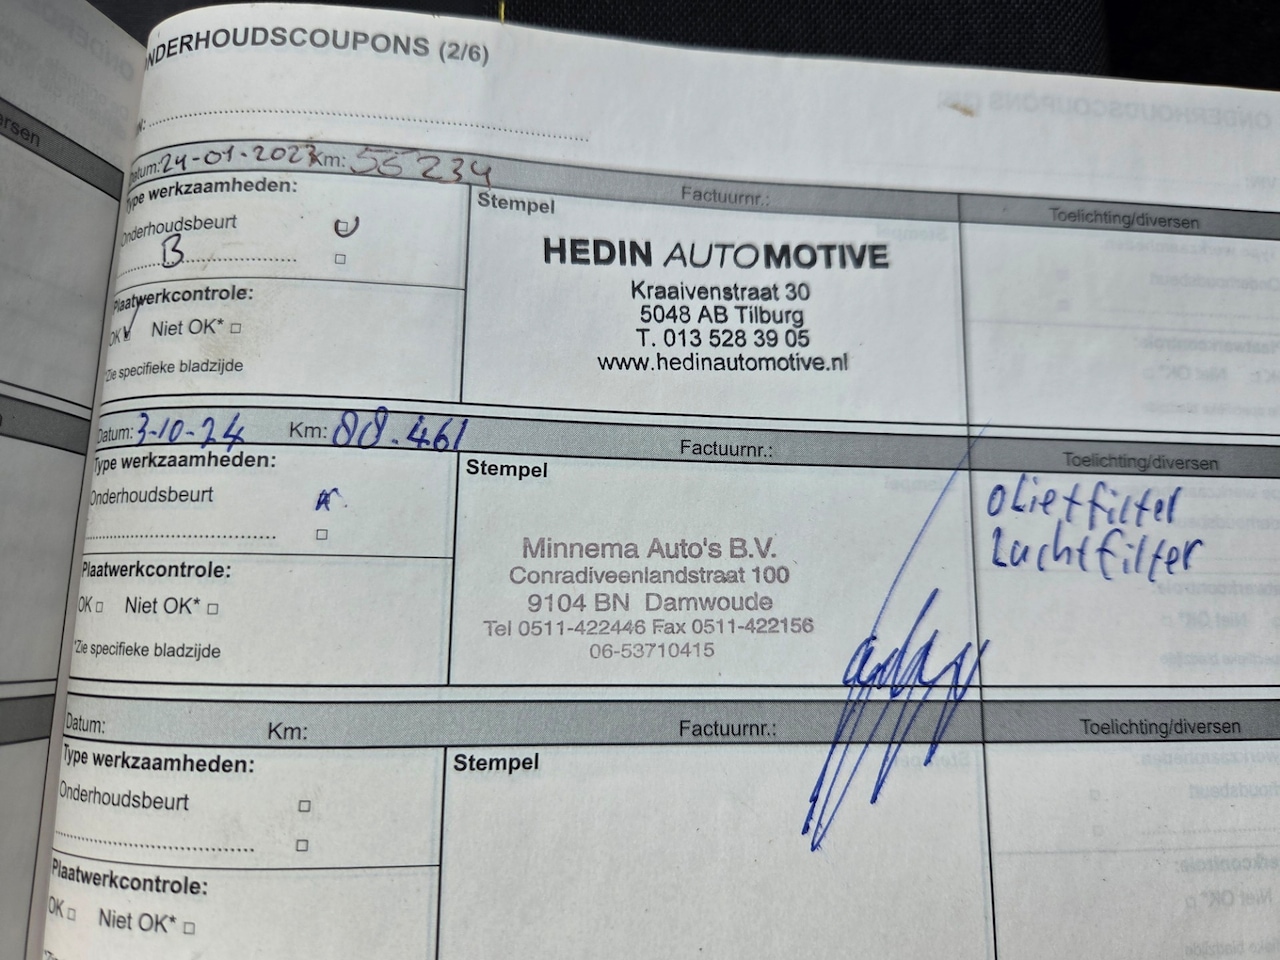 ONDERHOUDSCOUPONS (2/6)
Datum: 24-01-2023 Km: 55 234
Factuurnr.:
Toelichting/diversen
Type werkzaamheden:
Onderhoudsbeurt
B
Plaatwerkcontrole:
OK Niet OK*
*Zie specifieke bladzijde
Stempel
HEDIN AUTOMOTIVE
Kraaivenstraat 30
5048 AB Tilburg
T. 013 528 39 05
www.hedinautomotive.nl
Datum: 3-10-24 Km: 88.461
Factuurnr.:
Toelichting/diversen
Type werkzaamheden:
Onderhoudsbeurt
Plaatwerkcontrole:
OK Niet OK*
*Zie specifieke bladzijde
Stempel
Minnema Auto's B.V.
Conradiveenlandstraat 100
9104 BN Damwoude
Tel 0511-422446 Fax 0511-422156
06-53710415
oliet filter
Luchtfilter
Datum: Km:
Factuurnr.:
Toelichting/diversen
Type werkzaamheden:
Onderhoudsbeurt
Plaatwerkcontrole:
OK Niet OK*
Stempel